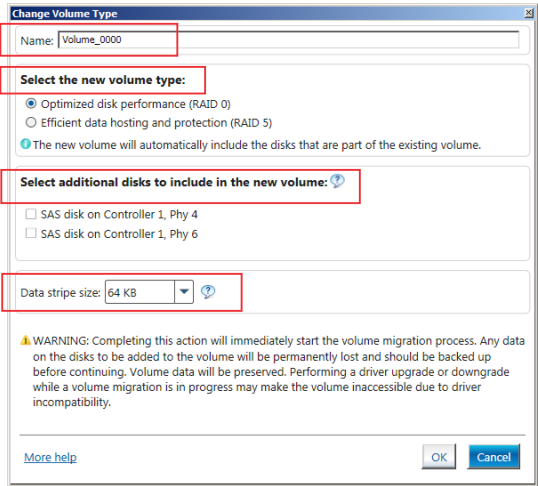 Change Volume Type
Name: Volume_0000
Select the new volume type:
Optimized disk performance (RAID 0)
Efficient data hosting and protection (RAID 5)
The new volume will automatically include the disks that are part of the existing volume.
Select additional disks to include in the new volume:
SAS disk on Controller 1, Phy 4
SAS disk on Controller 1, Phy 6
Data stripe size: 64 KB
WARNING: Completing this action will immediately start the volume migration process. Any data
on the disks to be added to the volume will be permanently lost and should be backed up
before continuing. Volume data will be preserved. Performing a driver upgrade or downgrade
while a volume migration is in progress may make the volume inaccessible due to driver
incompatibility.
More help
OK
Cancel